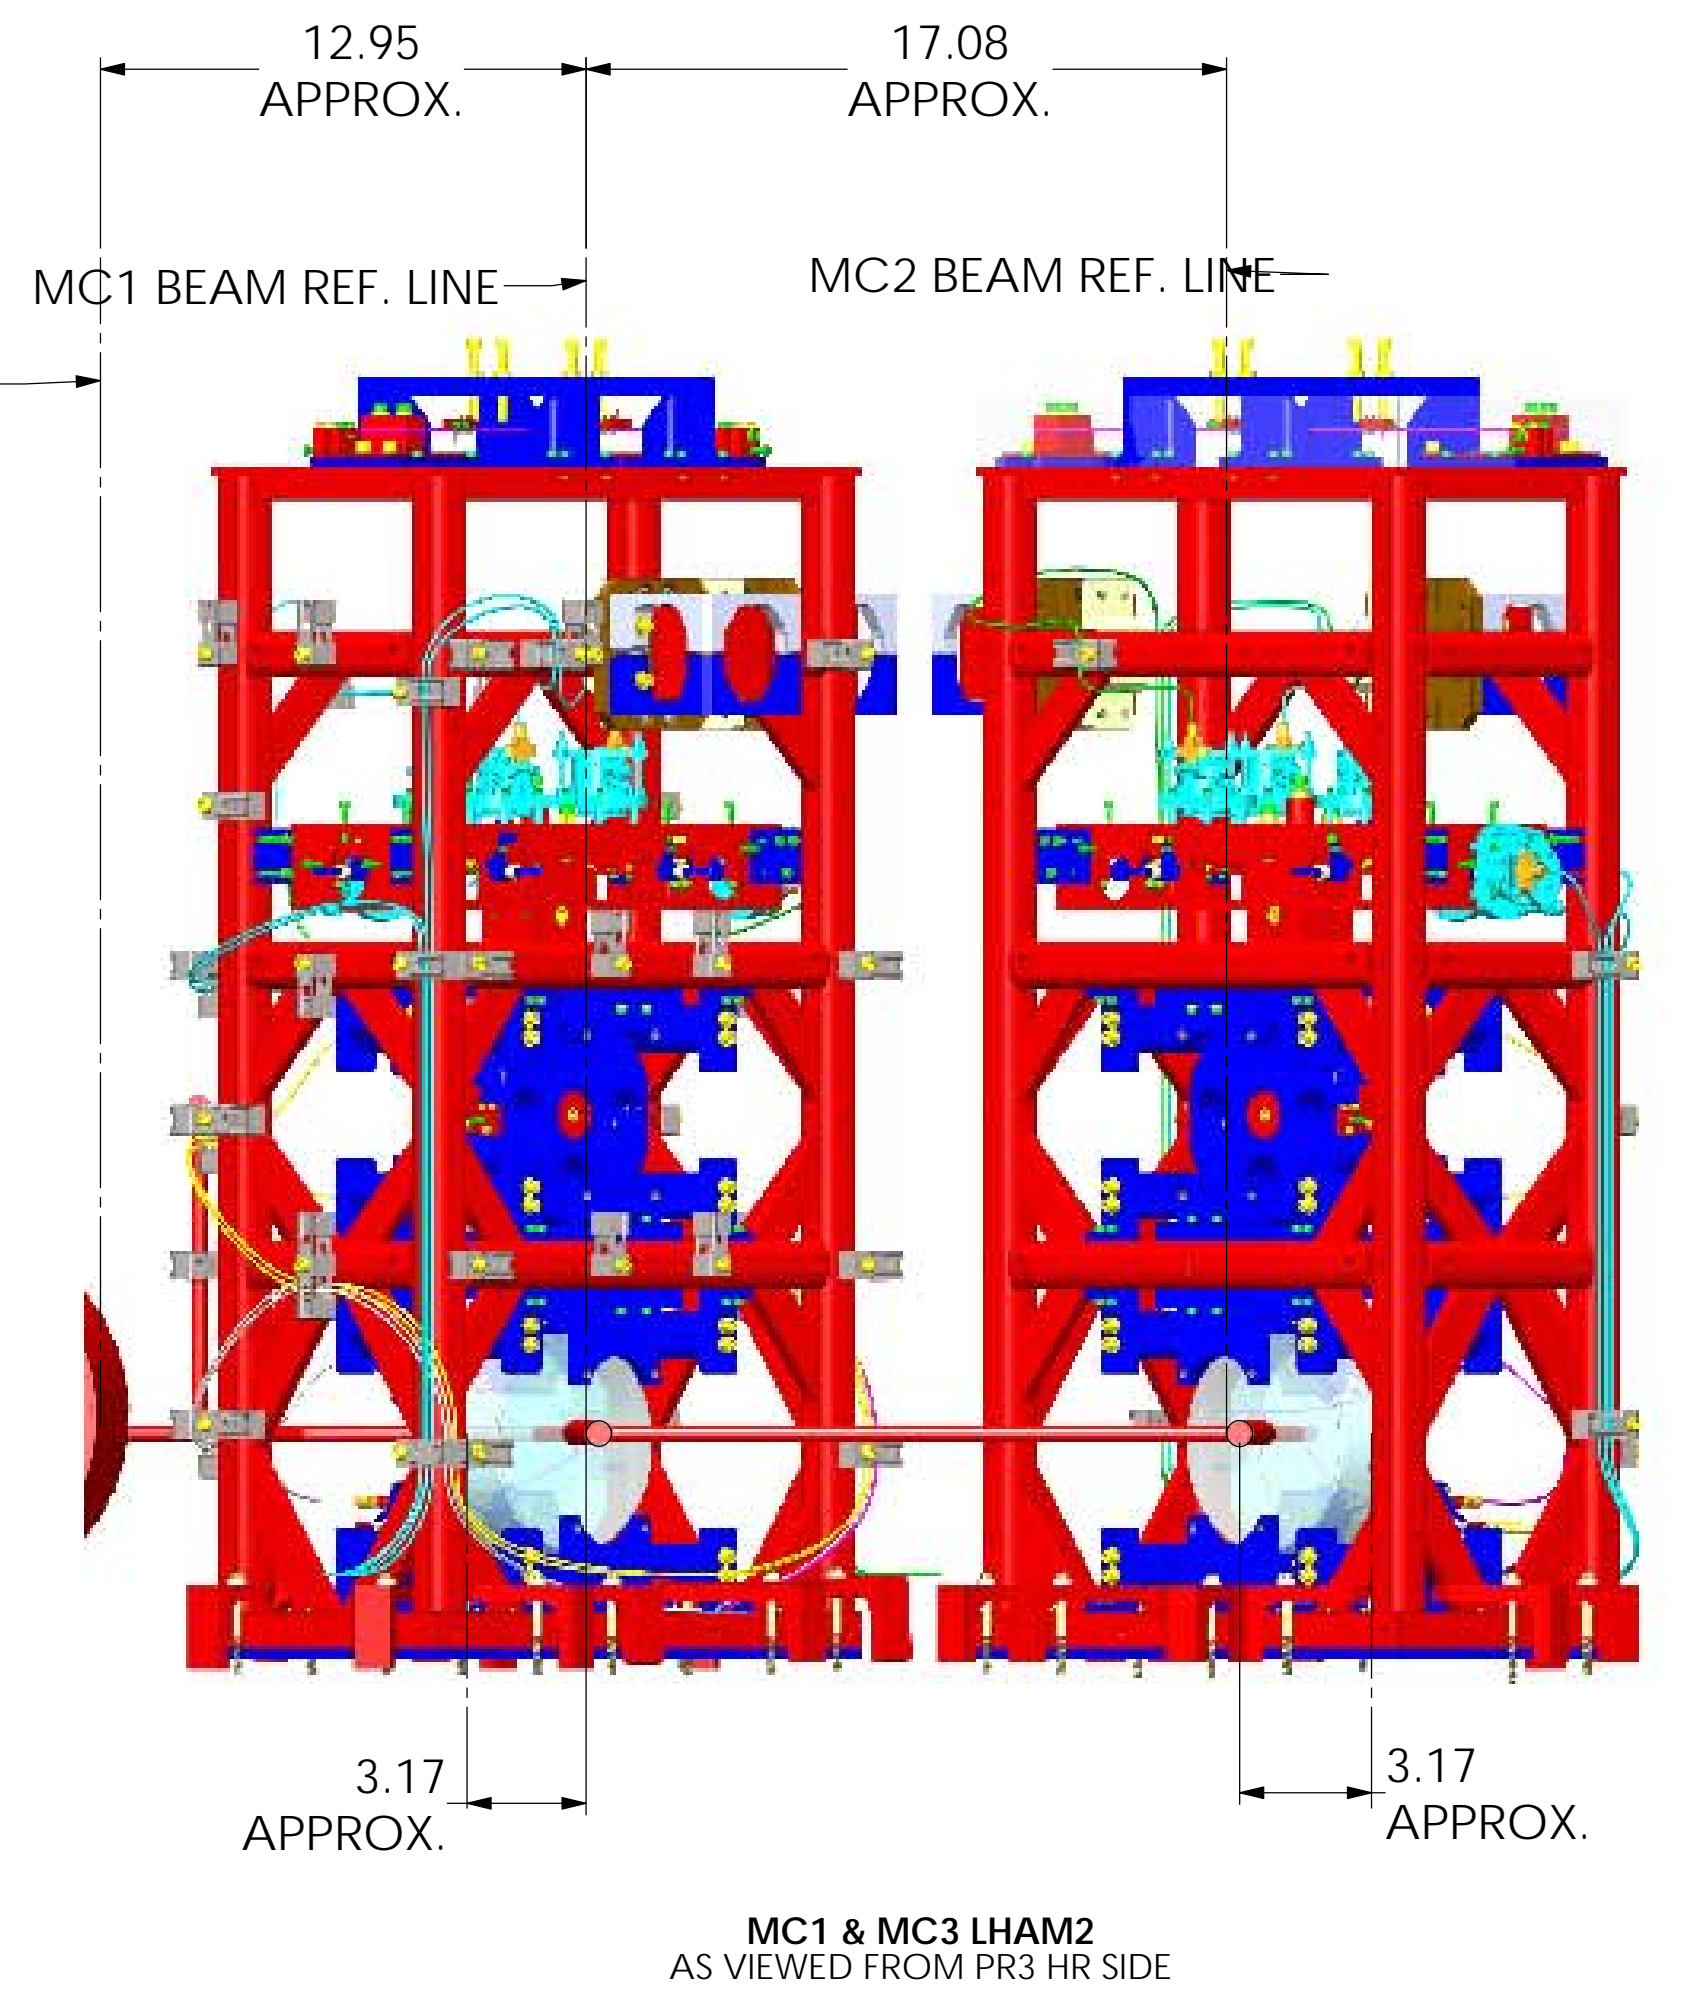 12.95
APPROX.
17.08
APPROX.
MC1 BEAM REF. LINE
MC2 BEAM REF. LINE
3.17
APPROX.
3.17
APPROX.
MC1 & MC3 LHAM2
AS VIEWED FROM PR3 HR SIDE